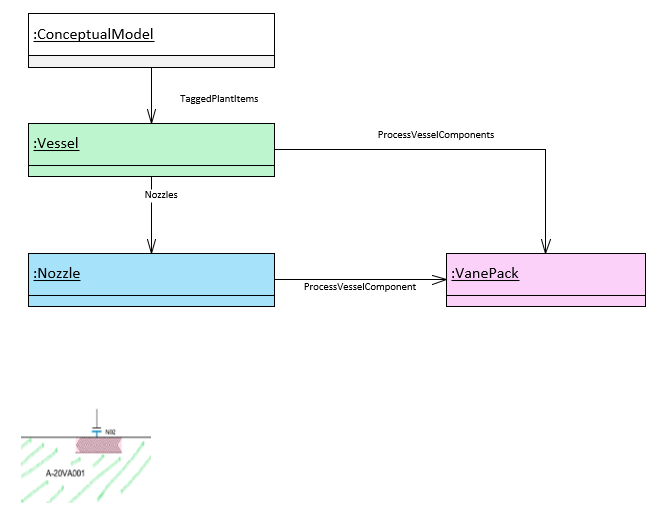 :ConceptualModel
TaggedPlantItems
:Vessel
ProcessVesselComponents
Nozzles
:Nozzle
ProcessVesselComponent
:VanePack
N02
A-20VA001